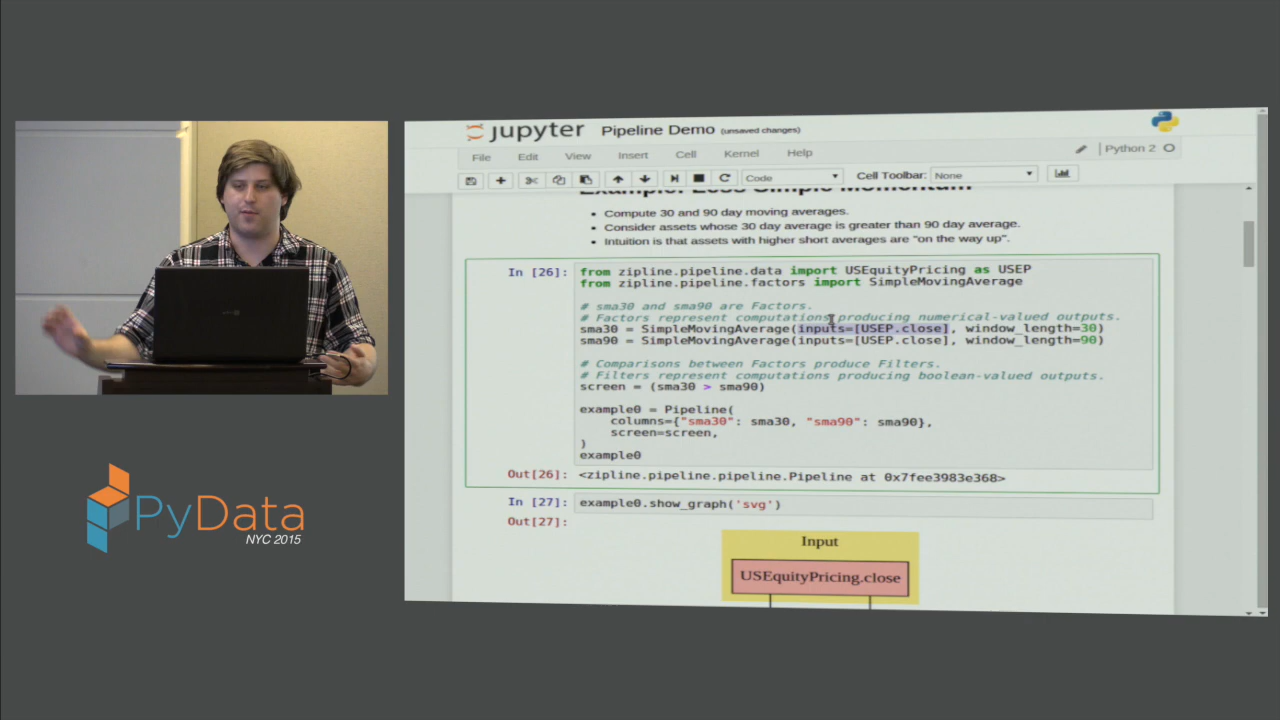 jupyter Pipeline Demo (unsaved changes)
File Edit View Insert Cell Kernel Help Python 2
Code Cell Toolbar: None
Example: Less Simple Momentum
• Compute 30 and 90 day moving averages.
• Consider assets whose 30 day average is greater than 90 day average.
• Intuition is that assets with higher short averages are "on the way up".
In [26]: from zipline.pipeline.data import USEquityPricing as USEP
from zipline.pipeline.factors import SimpleMovingAverage
# sma30 and sma90 are Factors.
# Factors represent computations producing numerical-valued outputs.
sma30 = SimpleMovingAverage(inputs=[USEP.close], window_length=30)
sma90 = SimpleMovingAverage(inputs=[USEP.close], window_length=90)
# Comparisons between Factors produce Filters.
# Filters represent computations producing boolean-valued outputs.
screen = (sma30 > sma90)
example0 = Pipeline(
columns={"sma30": sma30, "sma90": sma90},
screen=screen,
)
example0
Out[26]: <zipline.pipeline.pipeline.Pipeline at 0x7fee3983e368>
In [27]: example0.show_graph('svg')
Out[27]:
Input
USEquityPricing.close
PyData
NYC 2015